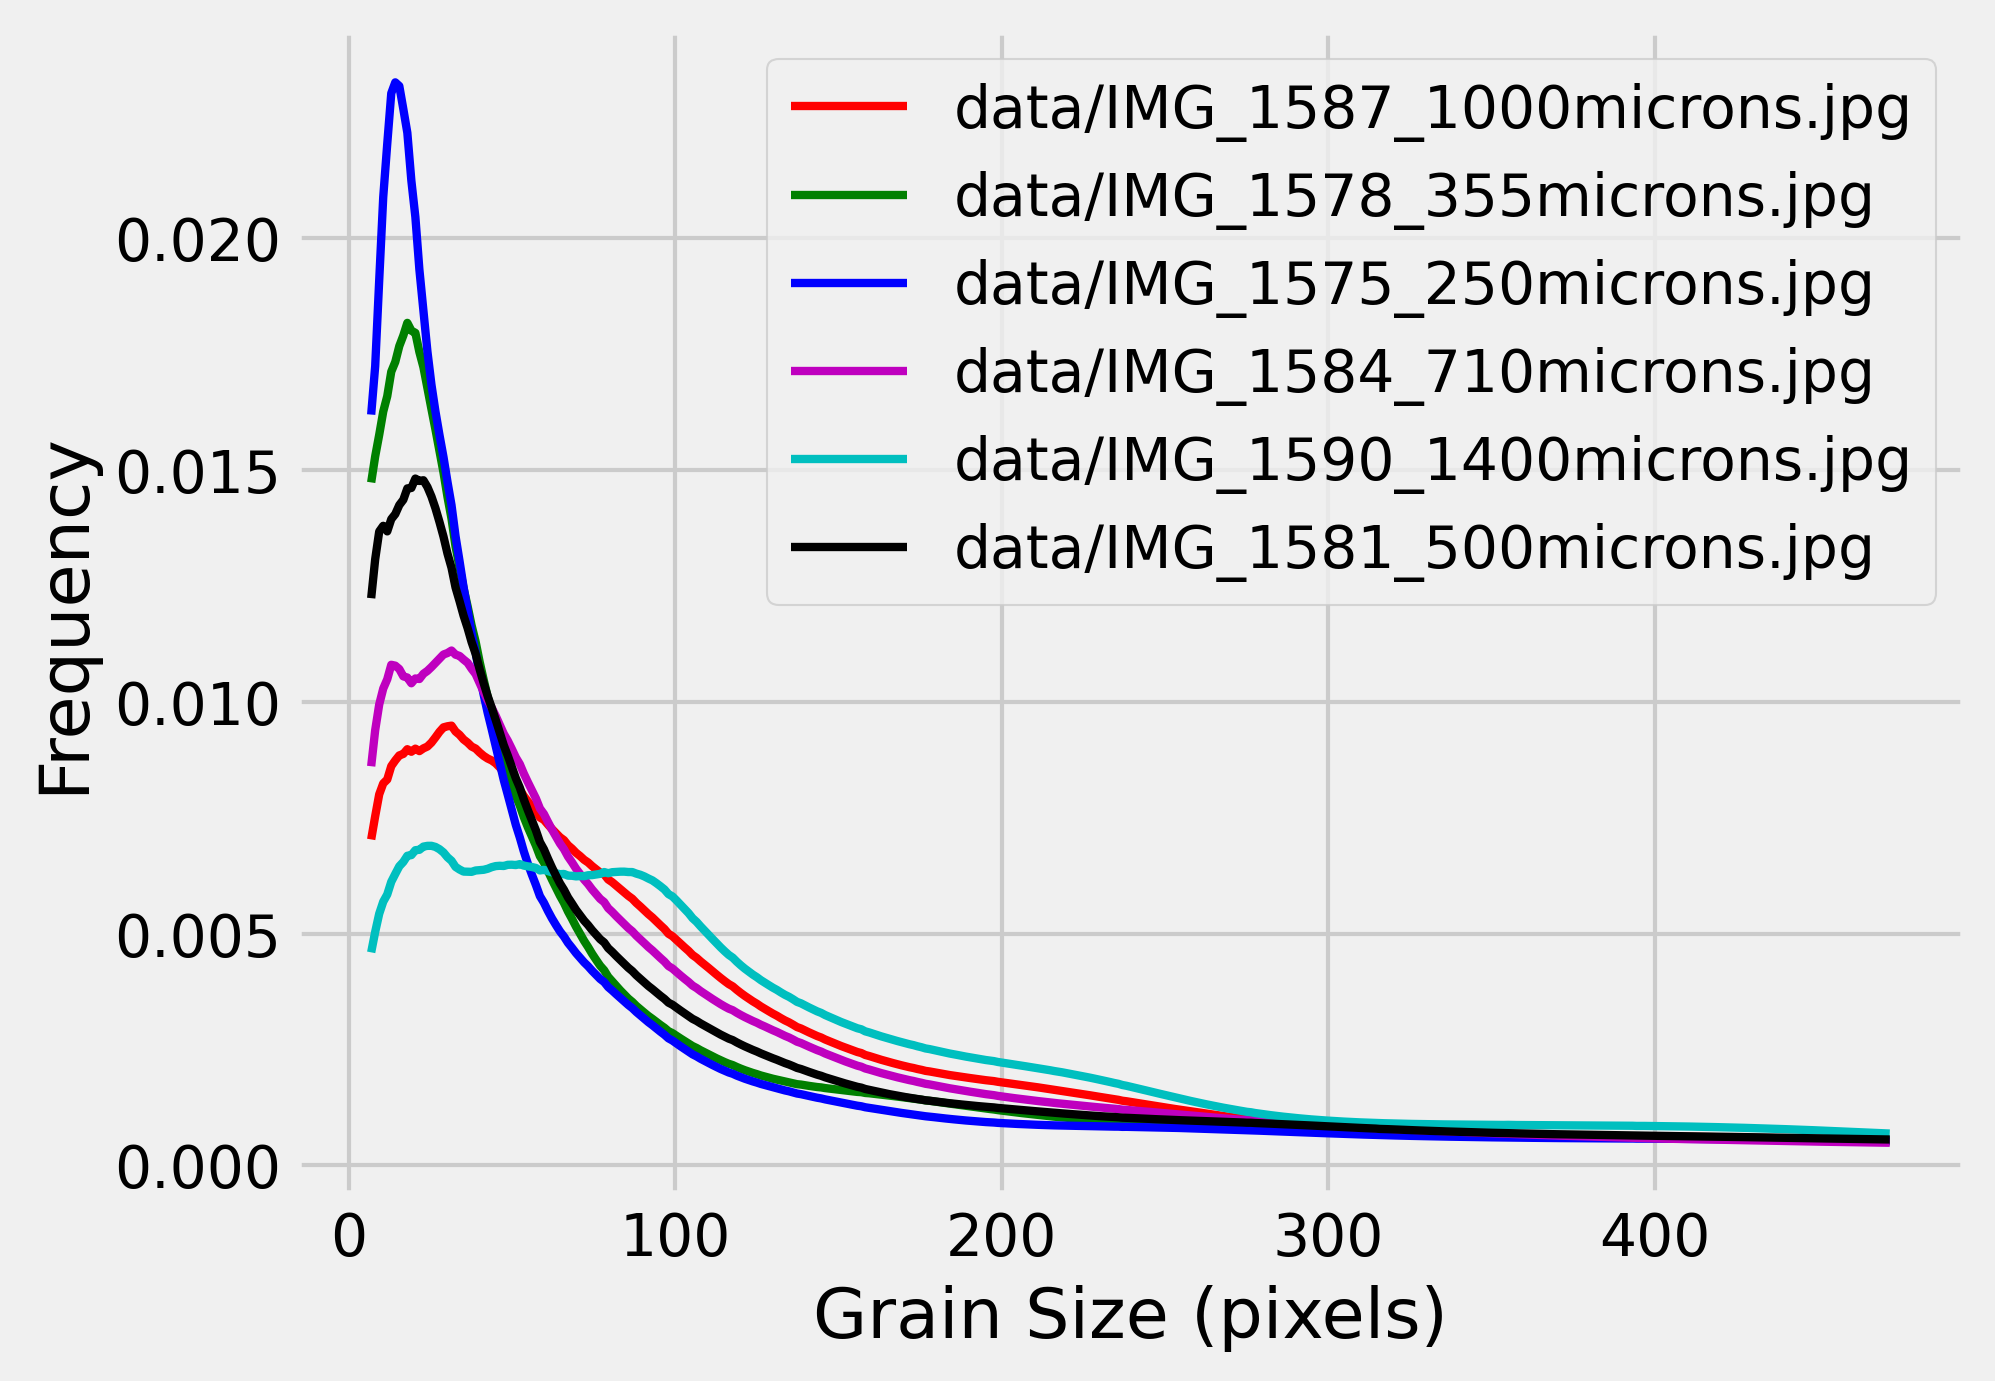 data/IMG_1587_1000microns.jpg
data/IMG_1578_355microns.jpg
data/IMG_1575_250microns.jpg
data/IMG_1584_710microns.jpg
data/IMG_1590_1400microns.jpg
data/IMG_1581_500microns.jpg
Frequency
0.020
0.015
0.010
0.005
0.000
0 100 200 300 400
Grain Size (pixels)